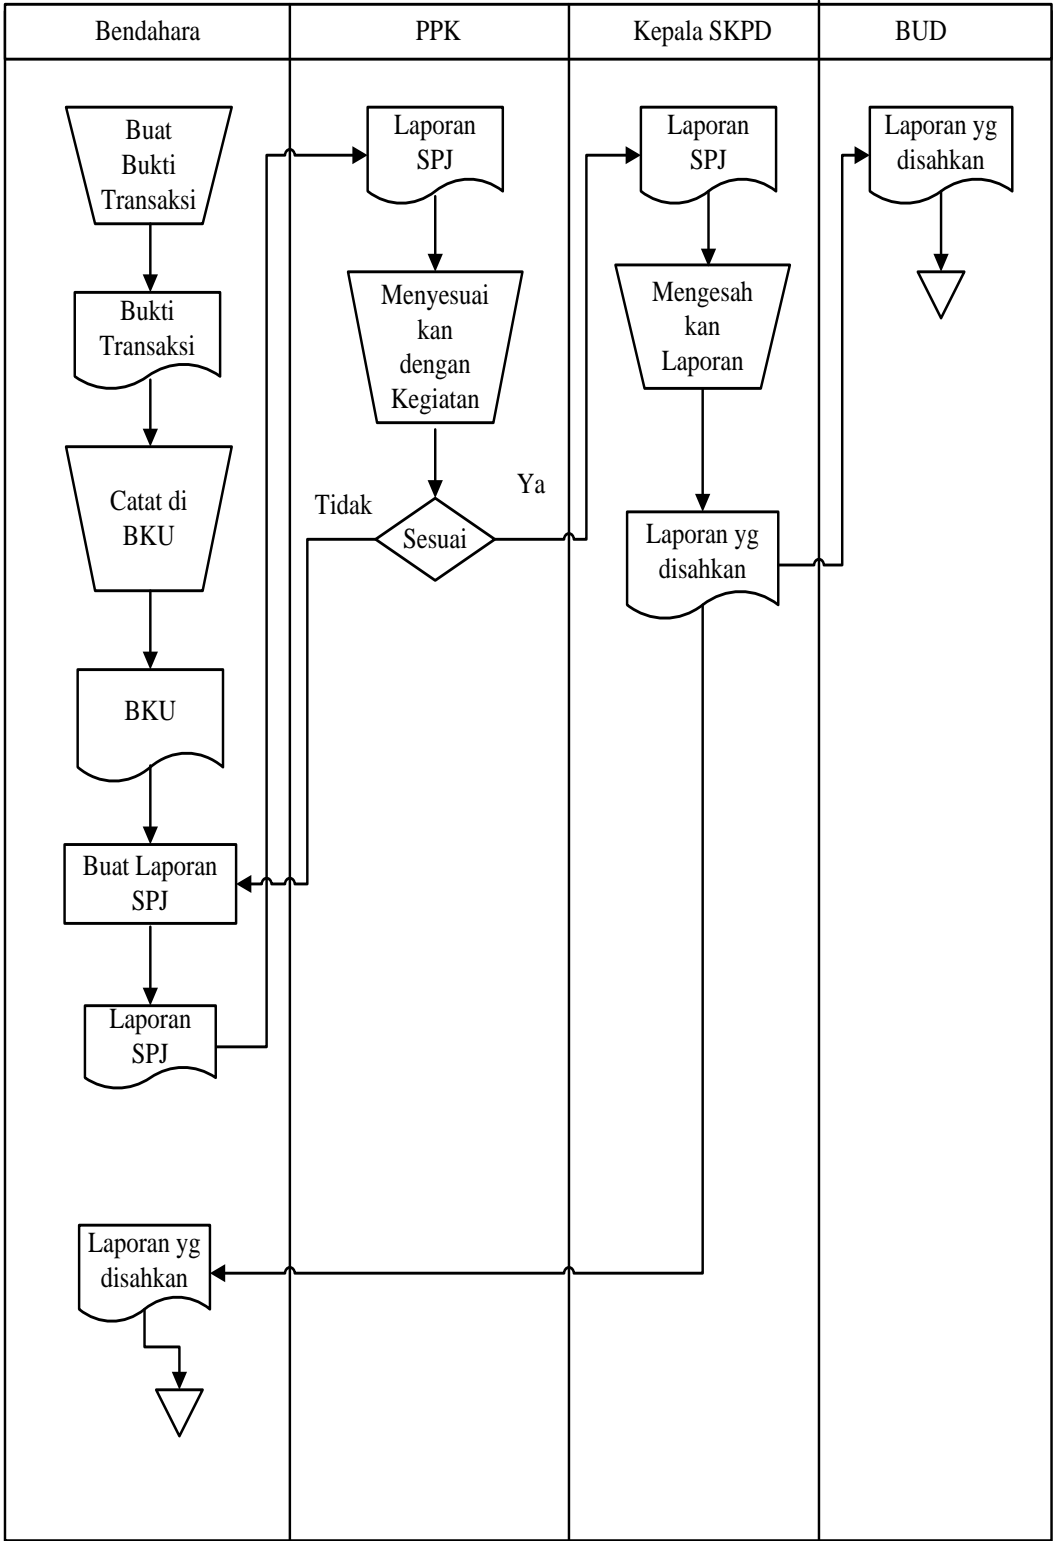 Bendahara
PPK
Kepala SKPD
BUD
Buat
Bukti
Transaksi
Bukti
Transaksi
Catat di
BKU
BKU
Buat Laporan
SPJ
Laporan
SPJ
Laporan yg
disahkan
Laporan
SPJ
Menyesuai
kan
dengan
Kegiatan
Sesuai
Tidak
Ya
Laporan
SPJ
Mengesah
kan
Laporan
Laporan yg
disahkan
Laporan yg
disahkan